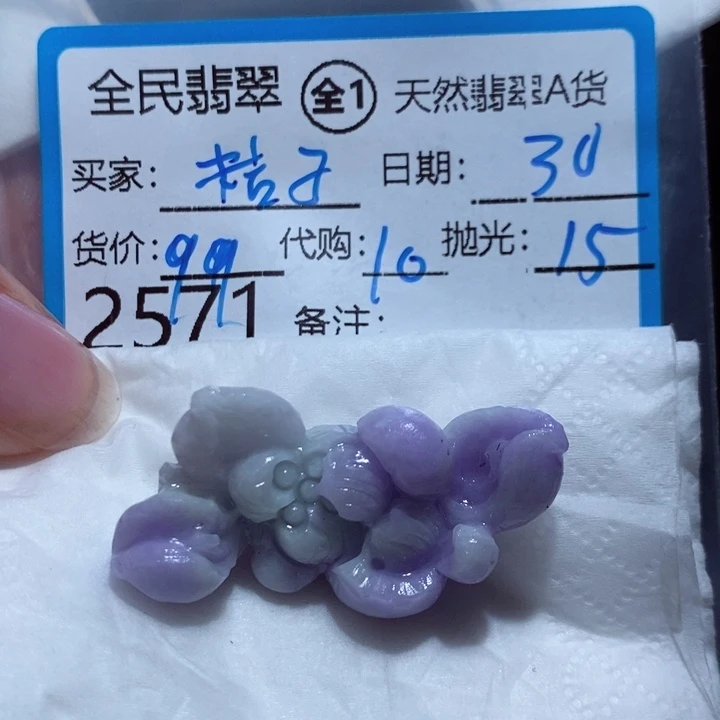 全民翡翠 全1 天然翡翠A货
买家: 桔子 日期: 30
货价: 99 代购: 10 抛光: 15
2571 备注: